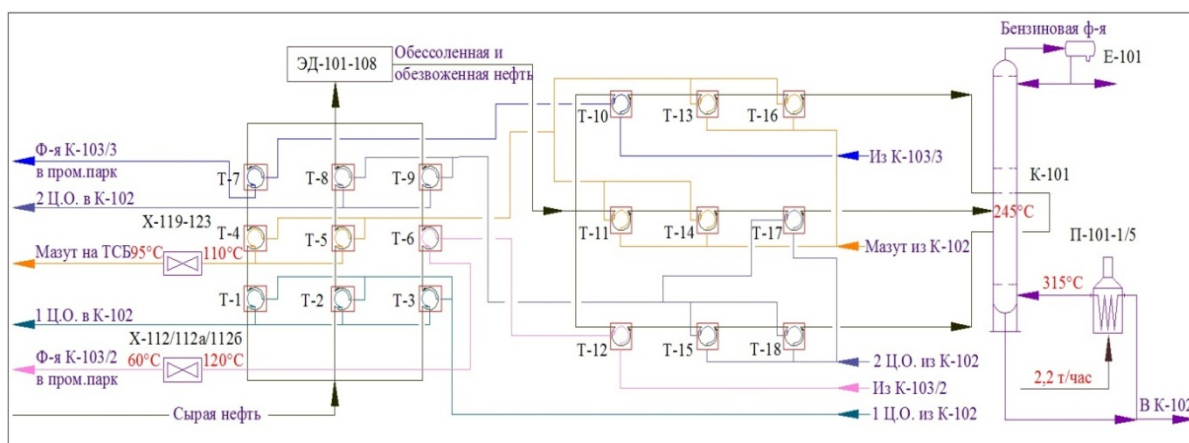 Бензиновая ф-я
Е-101
ЭД-101-108
Обессоленная и
обезвоженная нефть
Т-10
Т-13
Т-16
Ф-я К-103/3
в пром.парк
Т-7
Т-8
Т-9
Из К-103/3
К-101
2 Ц.О. в К-102
Х-119-123
Т-4
Т-5
Т-6
Т-11
Т-14
Т-17
245°C
Мазут на ТСБ
95°C
110°C
Мазут из К-102
П-101-1/5
Т-1
Т-2
Т-3
315°C
1 Ц.О. в К-102
Х-112/112а/112б
Т-12
Т-15
Т-18
Ф-я К-103/2
в пром.парк
60°C
120°C
2 Ц.О. из К-102
2,2 т/час
Из К-103/2
Сырая нефть
1 Ц.О. из К-102
В К-102